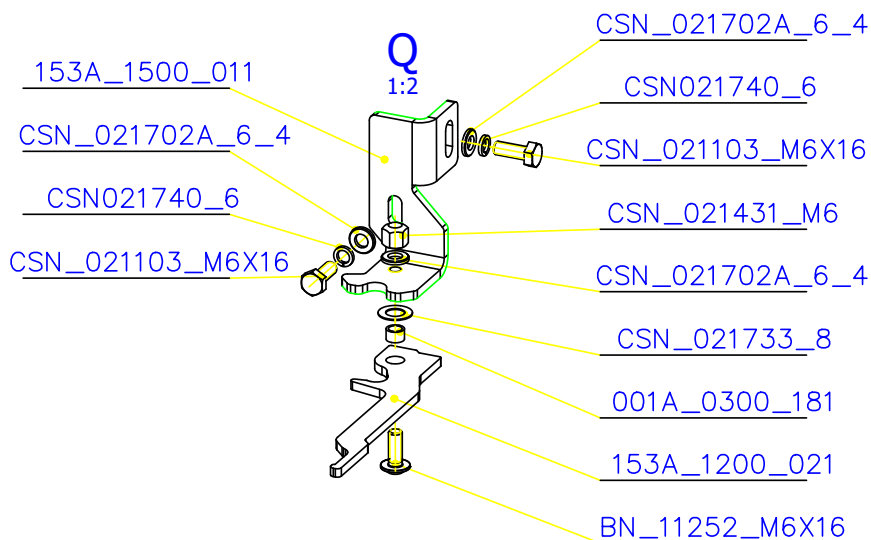 CSN_021702A_6_4
Q
153A_1500_011
1:2
CSN021740_6
CSN_021702A_6_4
CSN_021103_M6X16
CSN021740_6
CSN_021431_M6
CSN_021103_M6X16
CSN_021702A_6_4
CSN_021733_8
001A_0300_181
153A_1200_021
BN_11252_M6X16